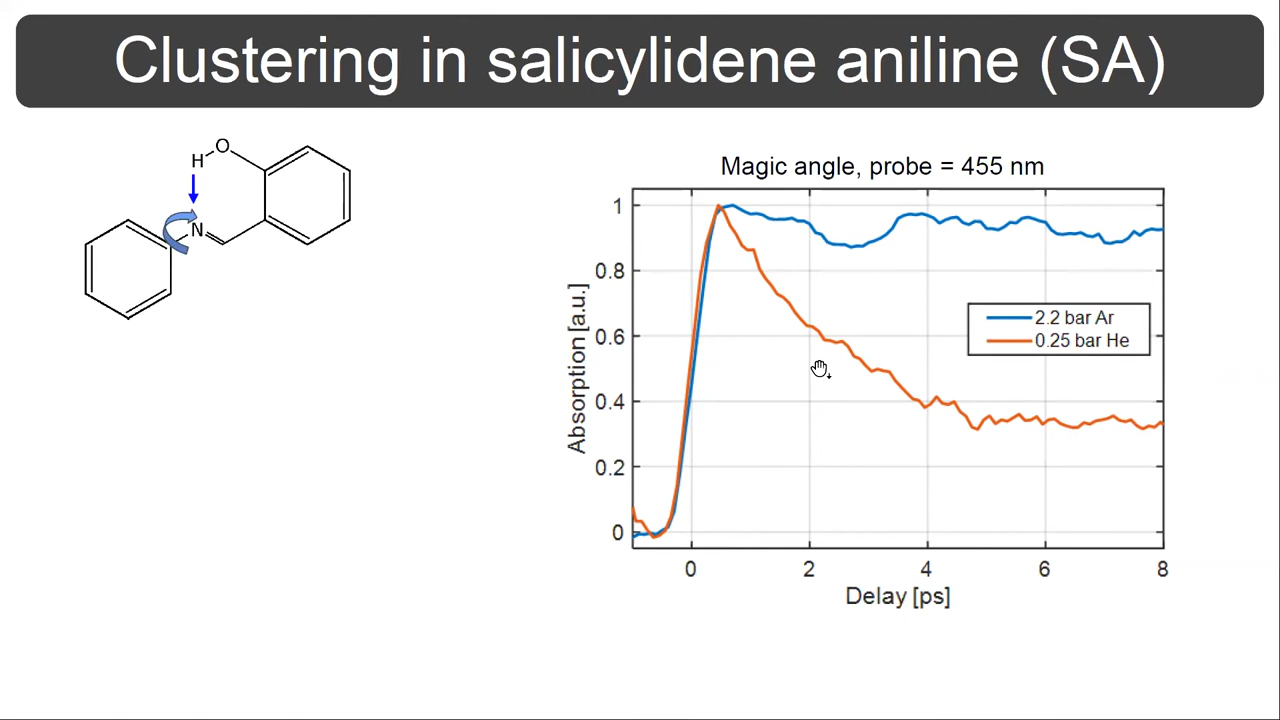 Clustering in salicylidene aniline (SA)
H
O
N
Magic angle, probe = 455 nm
1
0.8
0.6
0.4
0.2
0
Absorption [a.u.]
2.2 bar Ar
0.25 bar He
0 2 4 6 8
Delay [ps]